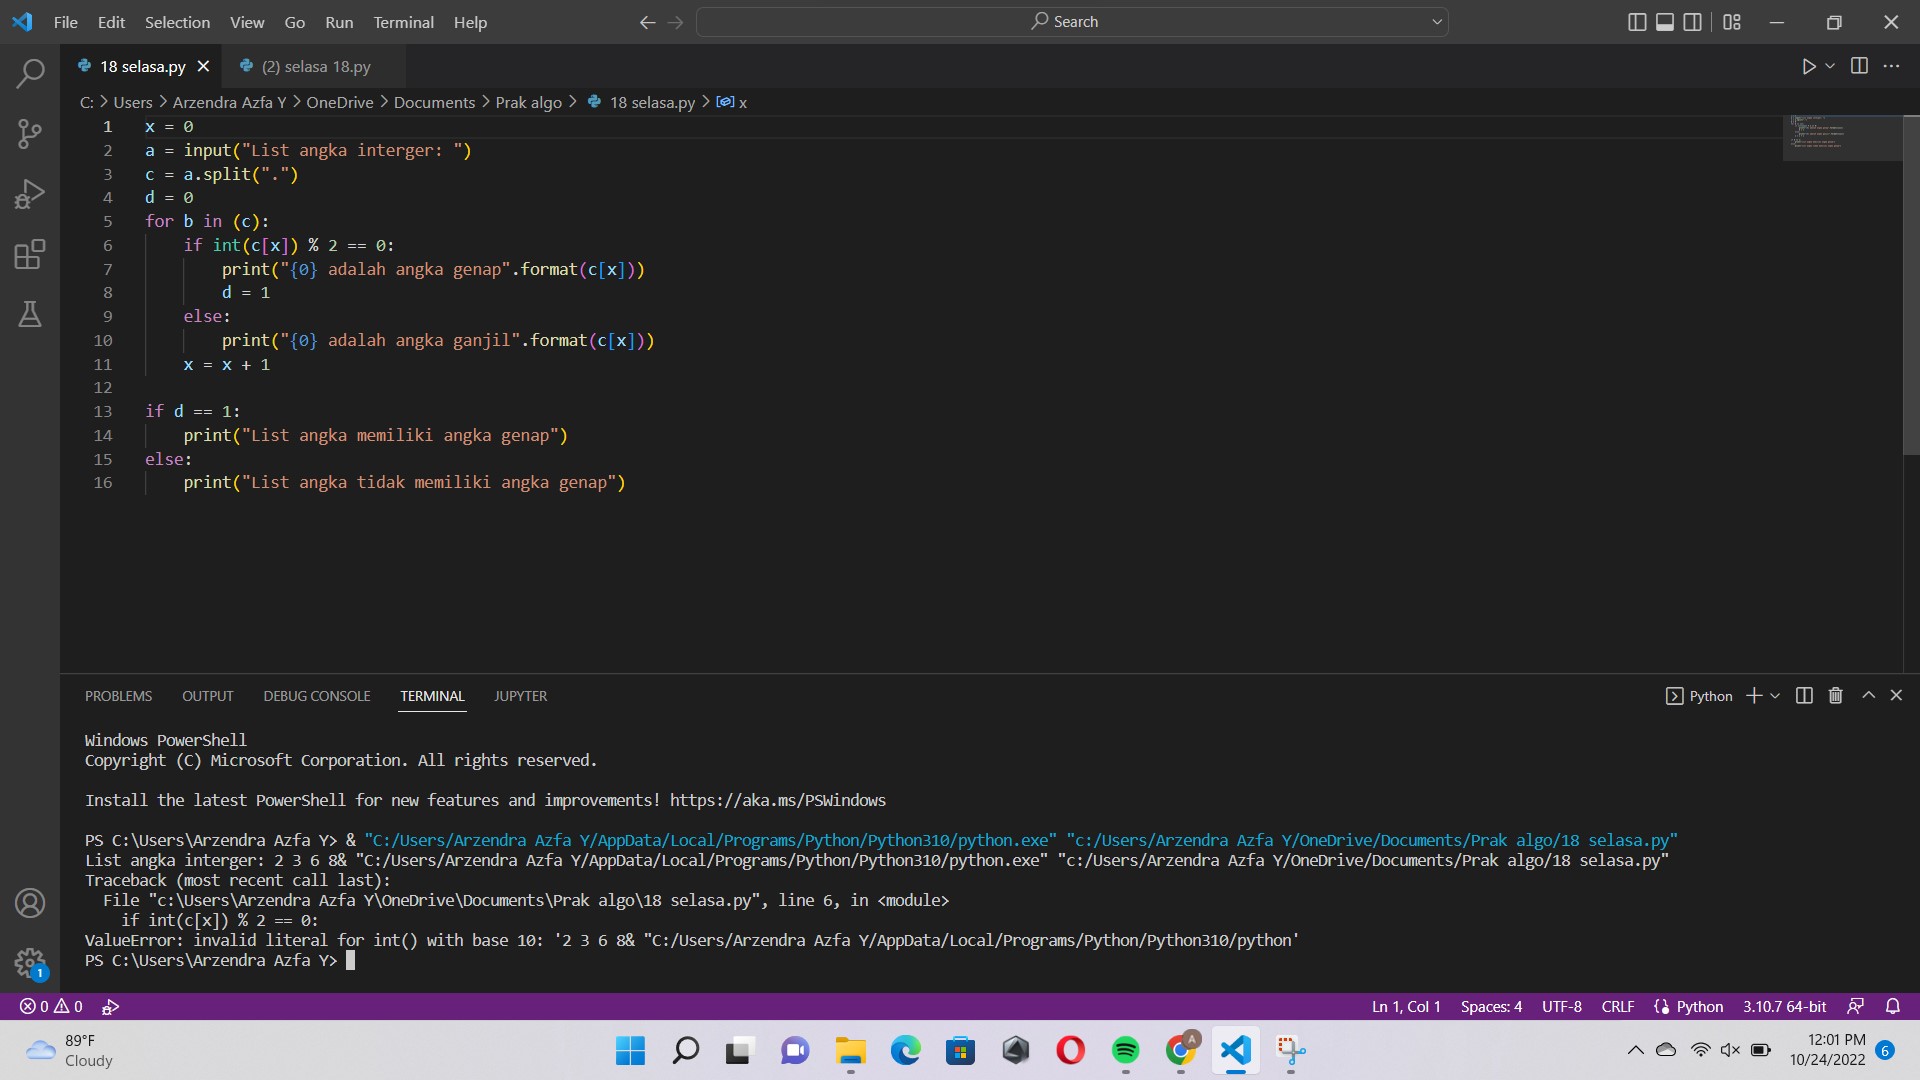 File Edit Selection View Go Run Terminal Help
Search
18 selasa.py
(2) selasa 18.py
C: > Users > Arzendra Azfa Y > OneDrive > Documents > Prak algo > 18 selasa.py > x
1 x = 0
2 a = input("List angka interger: ")
3 c = a.split(".")
4 d = 0
5 for b in (c):
6     if int(c[x]) % 2 == 0:
7         print("{0} adalah angka genap".format(c[x]))
8         d = 1
9     else:
10         print("{0} adalah angka ganjil".format(c[x]))
11     x = x + 1
12
13 if d == 1:
14     print("List angka memiliki angka genap")
15 else:
16     print("List angka tidak memiliki angka genap")
PROBLEMS OUTPUT DEBUG CONSOLE TERMINAL JUPYTER
Python
Windows PowerShell
Copyright (C) Microsoft Corporation. All rights reserved.
Install the latest PowerShell for new features and improvements! https://aka.ms/PSWindows
PS C:\Users\Arzendra Azfa Y> & "C:/Users/Arzendra Azfa Y/AppData/Local/Programs/Python/Python310/python.exe" "c:/Users/Arzendra Azfa Y/OneDrive/Documents/Prak algo/18 selasa.py"
List angka interger: 2 3 6 8& "C:/Users/Arzendra Azfa Y/AppData/Local/Programs/Python/Python310/python.exe" "c:/Users/Arzendra Azfa Y/OneDrive/Documents/Prak algo/18 selasa.py"
Traceback (most recent call last):
  File "c:\Users\Arzendra Azfa Y\OneDrive\Documents\Prak algo\18 selasa.py", line 6, in <module>
    if int(c[x]) % 2 == 0:
ValueError: invalid literal for int() with base 10: '2 3 6 8& "C:/Users/Arzendra Azfa Y/AppData/Local/Programs/Python/Python310/python'
PS C:\Users\Arzendra Azfa Y>
1
0 0
Ln 1, Col 1 Spaces: 4 UTF-8 CRLF Python 3.10.7 64-bit
89°F
Cloudy
A
12:01 PM
10/24/2022
6